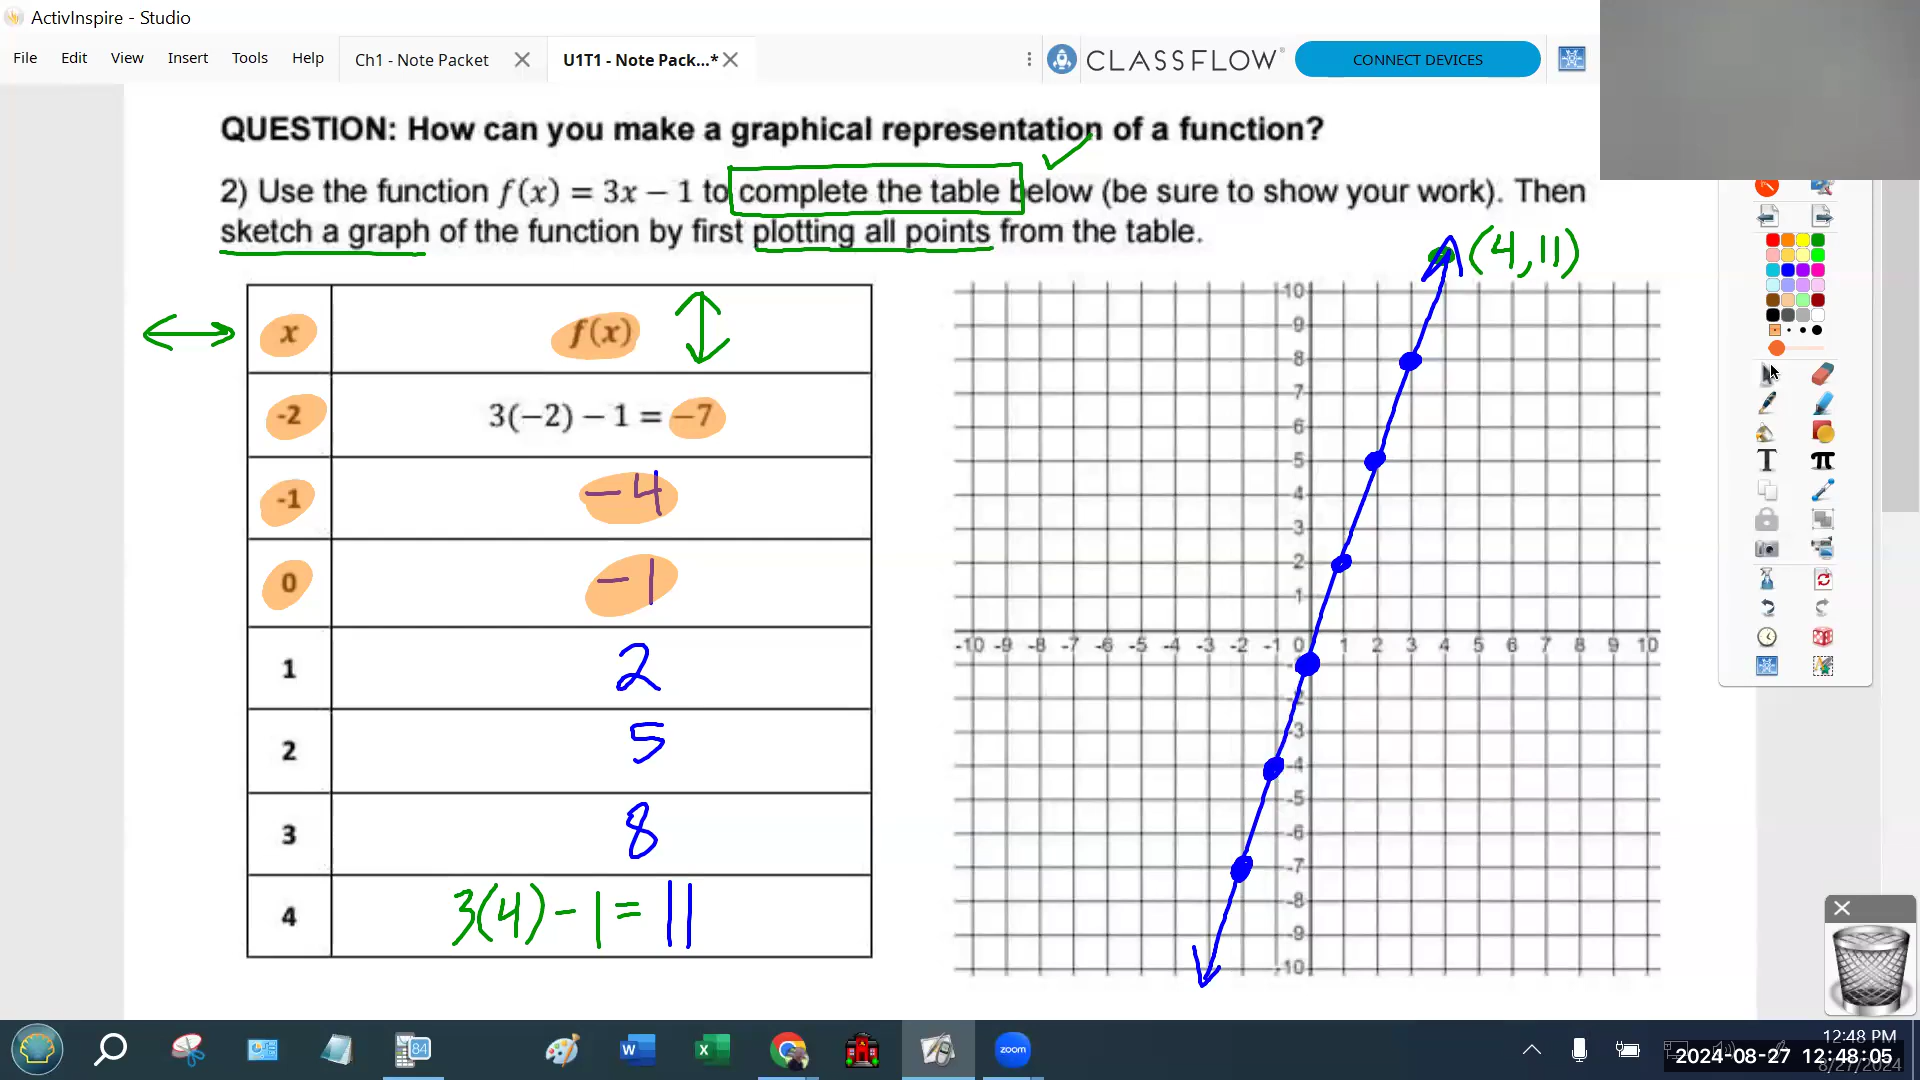 ActivInspire - Studio
File Edit View Insert Tools Help
Ch1 - Note Packet
U1T1 - Note Pack...*
CLASSFLOW
CONNECT DEVICES
QUESTION: How can you make a graphical representation of a function?
2) Use the function f(x) = 3x − 1 to complete the table below (be sure to show your work). Then
sketch a graph of the function by first plotting all points from the table.
(4,11)
x f(x)
-2 3(−2) − 1 = −7
-1 -4
0 -1
1 2
2 5
3 8
4 3(4)-1=11
10
9
8
7
6
5
4
3
2
1
-10 -9 -8 -7 -6 -5 -4 -3 -2 -1 0 1 2 3 4 5 6 7 8 9 10
-2
-3
-4
-5
-6
-7
-8
-9
-10
T π
84
W
X
zoom
12:48 PM
8/27/2024
2024-08-27 12:48:05